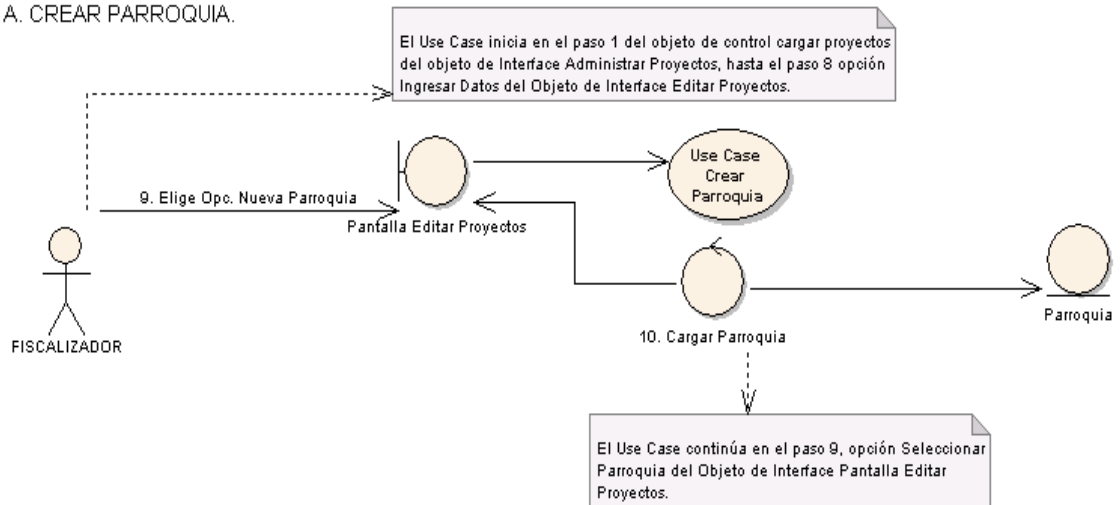 A. CREAR PARROQUIA.
El Use Case inicia en el paso 1 del objeto de control cargar proyectos
del objeto de Interface Administrar Proyectos, hasta el paso 8 opción
Ingresar Datos del Objeto de Interface Editar Proyectos.
Use Case
Crear
Parroquia
9. Elige Opc. Nueva Parroquia
Pantalla Editar Proyectos
FISCALIZADOR
10. Cargar Parroquia
Parroquia
El Use Case continúa en el paso 9, opción Seleccionar
Parroquia del Objeto de Interface Pantalla Editar
Proyectos.